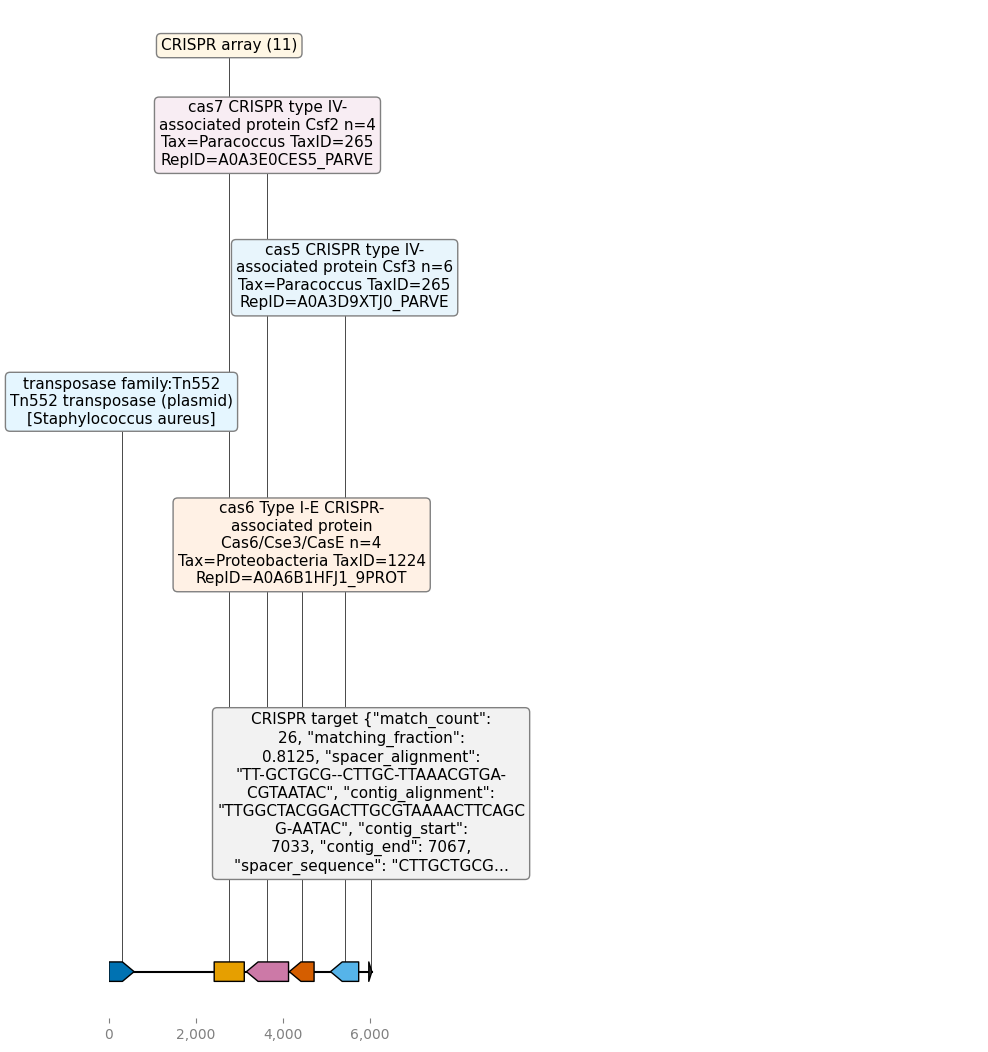 CRISPR array (11)
cas7 CRISPR type IV-
associated protein Csf2 n=4
Tax=Paracoccus TaxID=265
RepID=A0A3E0CES5_PARVE
cas5 CRISPR type IV-
associated protein Csf3 n=6
Tax=Paracoccus TaxID=265
RepID=A0A3D9XTJ0_PARVE
transposase family:Tn552
Tn552 transposase (plasmid)
[Staphylococcus aureus]
cas6 Type I-E CRISPR-
associated protein
Cas6/Cse3/CasE n=4
Tax=Proteobacteria TaxID=1224
RepID=A0A6B1HFJ1_9PROT
CRISPR target {"match_count":
26, "matching_fraction":
0.8125, "spacer_alignment":
"TT-GCTGCG--CTTGC-TTAAACGTGA-
CGTAATAC", "contig_alignment":
"TTGGCTACGGACTTGCGTAAAACTTCAGC
G-AATAC", "contig_start":
7033, "contig_end": 7067,
"spacer_sequence": "CTTGCTGCG...
0 2,000 4,000 6,000